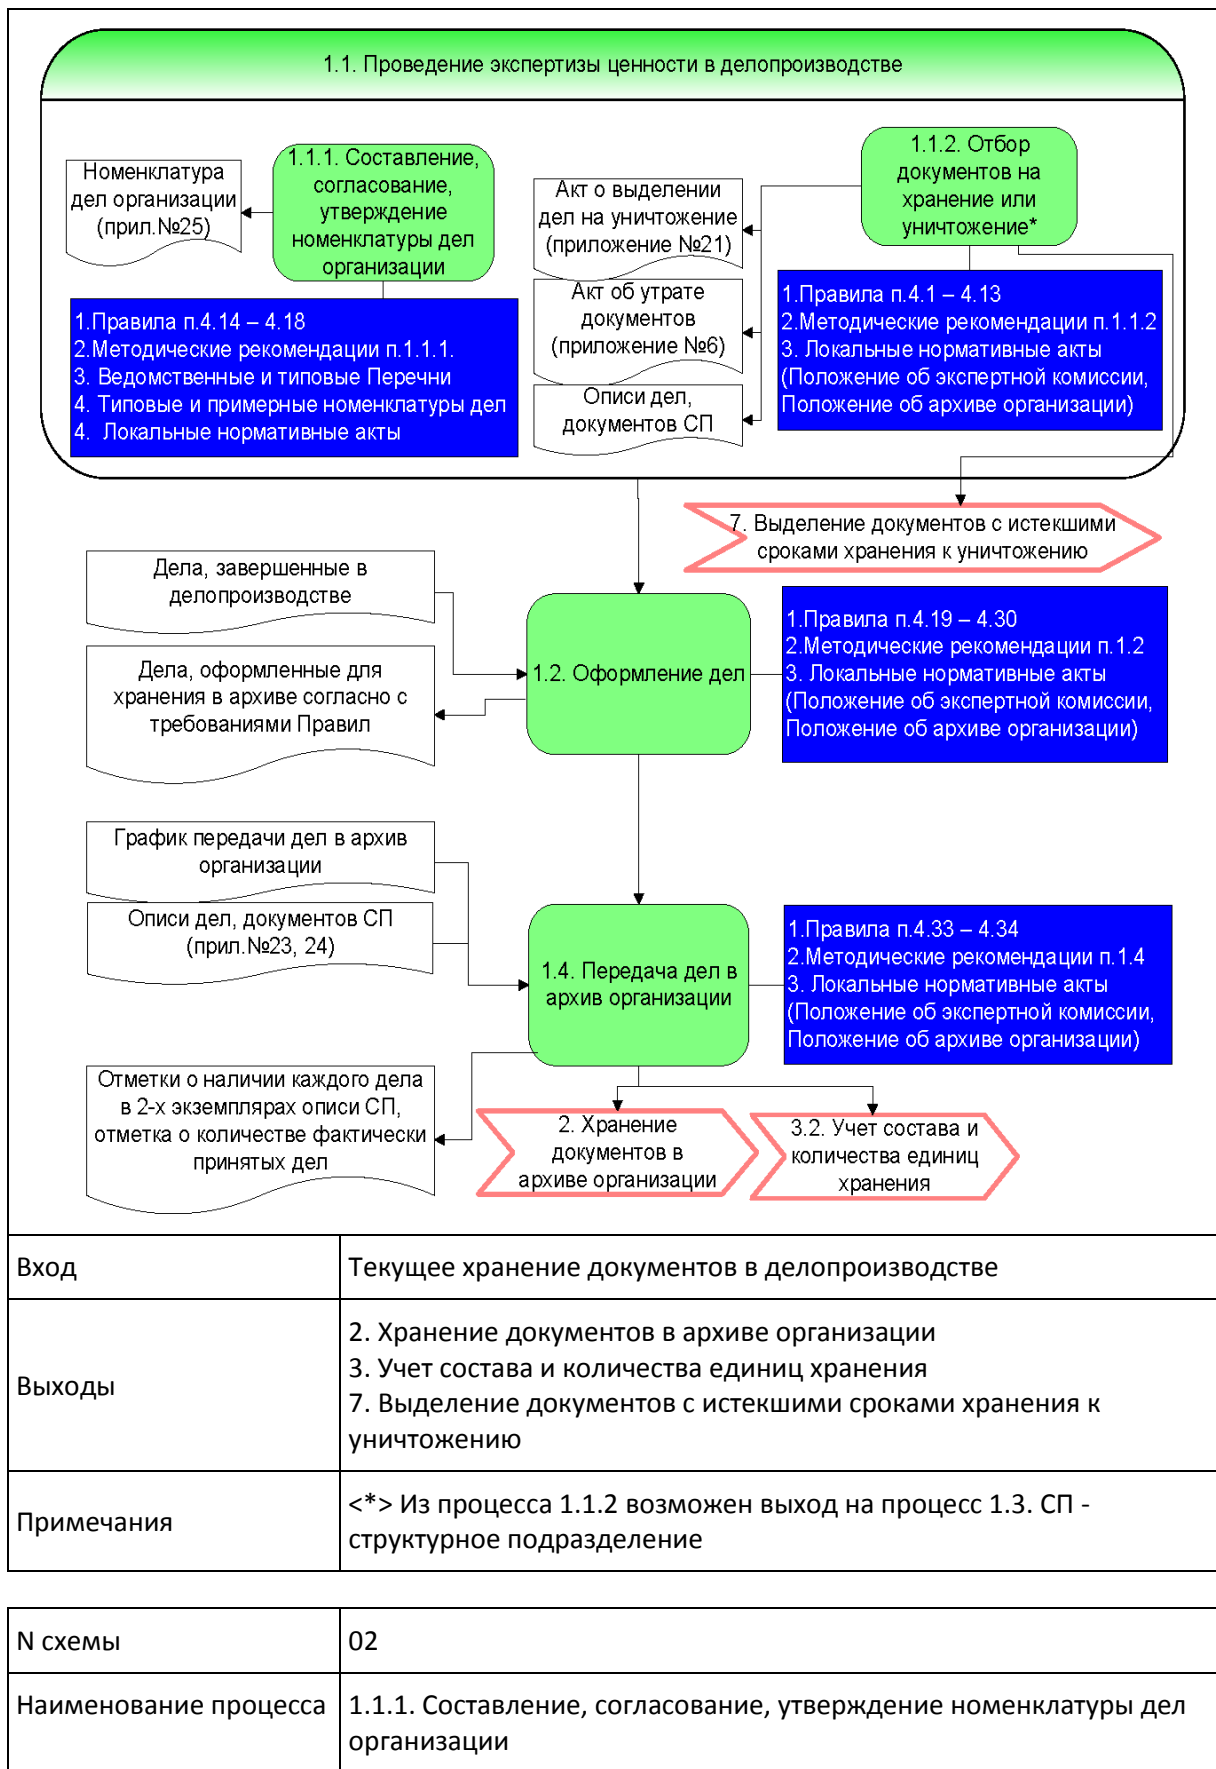 1.1. Проведение экспертизы ценности в делопроизводстве
Номенклатура
дел организации
(прил.№25)
1.1.1. Составление,
согласование,
утверждение
номенклатуры дел
организации
1.Правила п.4.14 – 4.18
2.Методические рекомендации п.1.1.1.
3. Ведомственные и типовые Перечни
4. Типовые и примерные номенклатуры дел
4. Локальные нормативные акты
Акт о выделении
дел на уничтожение
(приложение №21)
Акт об утрате
документов
(приложение №6)
Описи дел,
документов СП
1.1.2. Отбор
документов на
хранение или
уничтожение*
1.Правила п.4.1 – 4.13
2.Методические рекомендации п.1.1.2
3. Локальные нормативные акты
(Положение об экспертной комиссии,
Положение об архиве организации)
7. Выделение документов с истекшими
сроками хранения к уничтожению
Дела, завершенные в
делопроизводстве
Дела, оформленные для
хранения в архиве согласно с
требованиями Правил
1.2. Оформление дел
1.Правила п.4.19 – 4.30
2.Методические рекомендации п.1.2
3. Локальные нормативные акты
(Положение об экспертной комиссии,
Положение об архиве организации)
График передачи дел в архив
организации
Описи дел, документов СП
(прил.№23, 24)
1.4. Передача дел в
архив организации
1.Правила п.4.33 – 4.34
2.Методические рекомендации п.1.4
3. Локальные нормативные акты
(Положение об экспертной комиссии,
Положение об архиве организации)
Отметки о наличии каждого дела
в 2-х экземплярах описи СП,
отметка о количестве фактически
принятых дел
2. Хранение
документов в
архиве организации
3.2. Учет состава и
количества единиц
хранения
Вход
Текущее хранение документов в делопроизводстве
Выходы
2. Хранение документов в архиве организации
3. Учет состава и количества единиц хранения
7. Выделение документов с истекшими сроками хранения к
уничтожению
Примечания
<*> Из процесса 1.1.2 возможен выход на процесс 1.3. СП -
структурное подразделение
N схемы
02
Наименование процесса
1.1.1. Составление, согласование, утверждение номенклатуры дел
организации